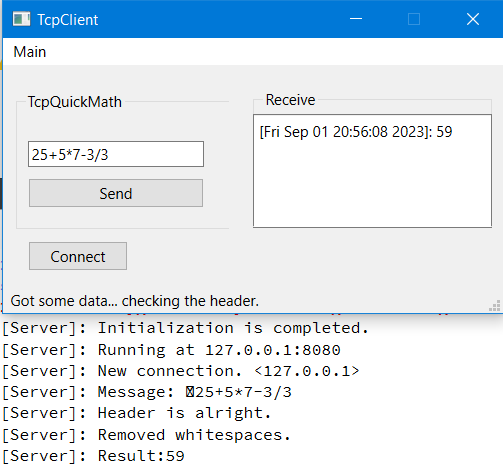 TcpClient
Main
TcpQuickMath
25+5*7-3/3
Send
Connect
Receive
[Fri Sep 01 20:56:08 2023]: 59
Got some data... checking the header.
[Server]: Initialization is completed.
[Server]: Running at 127.0.0.1:8080
[Server]: New connection. <127.0.0.1>
[Server]: Message: 25+5*7-3/3
[Server]: Header is alright.
[Server]: Removed whitespaces.
[Server]: Result:59